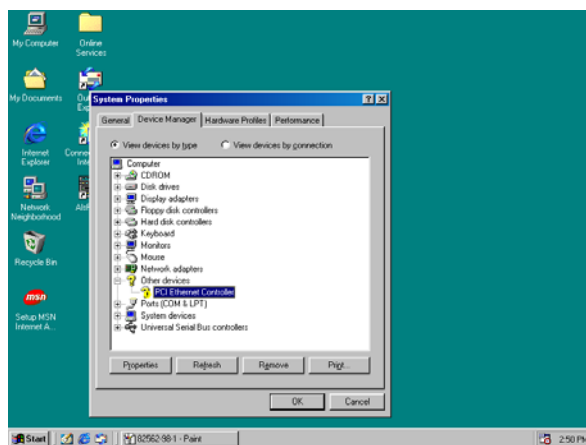 My Computer
Online
Services
My Documents
Internet
Explorer
Network
Neighborhood
Recycle Bin
msn
Setup MSN
Internet A...
System Properties
General
Device Manager
Hardware Profiles
Performance
View devices by type
View devices by connection
Computer
CDROM
Disk drives
Display adapters
Floppy disk controllers
Hard disk controllers
Keyboard
Monitors
Mouse
Network adapters
Other devices
PCI Ethernet Controller
Ports (COM & LPT)
System devices
Universal Serial Bus controllers
Properties
Refresh
Remove
Print...
OK
Cancel
Start
82562-98-1 - Paint
2:50 PM